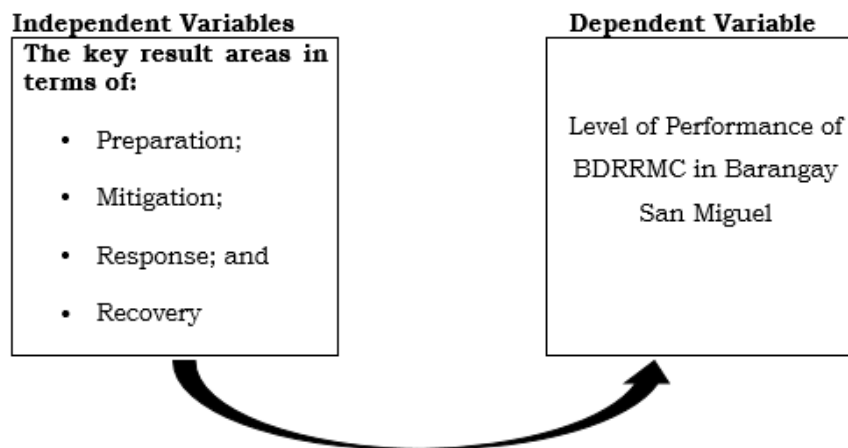 Independent Variables
The key result areas in
terms of:
• Preparation;
• Mitigation;
• Response; and
• Recovery
Dependent Variable
Level of Performance of
BDRRMC in Barangay
San Miguel